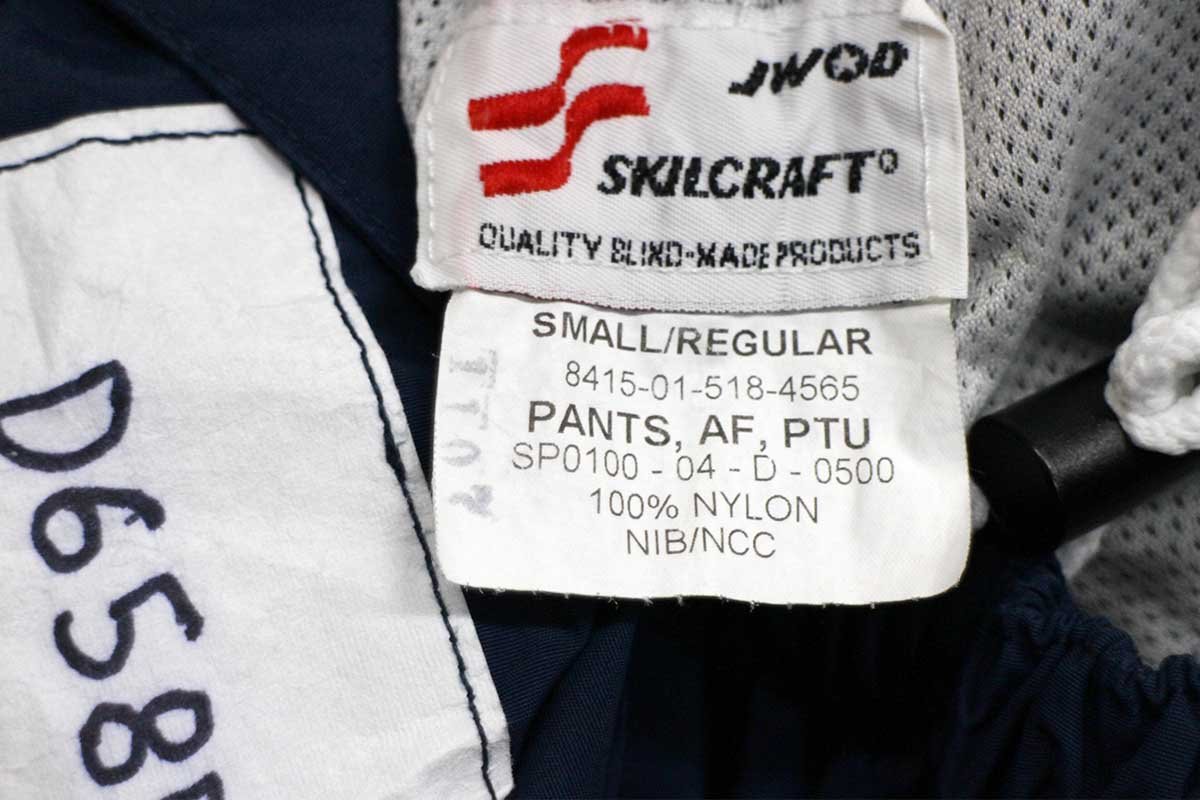 JWOD
SKILCRAFT®
QUALITY BLIND-MADE PRODUCTS
SMALL/REGULAR
8415-01-518-4565
PANTS, AF, PTU
SP0100 - 04 - D - 0500
100% NYLON
NIB/NCC
D658